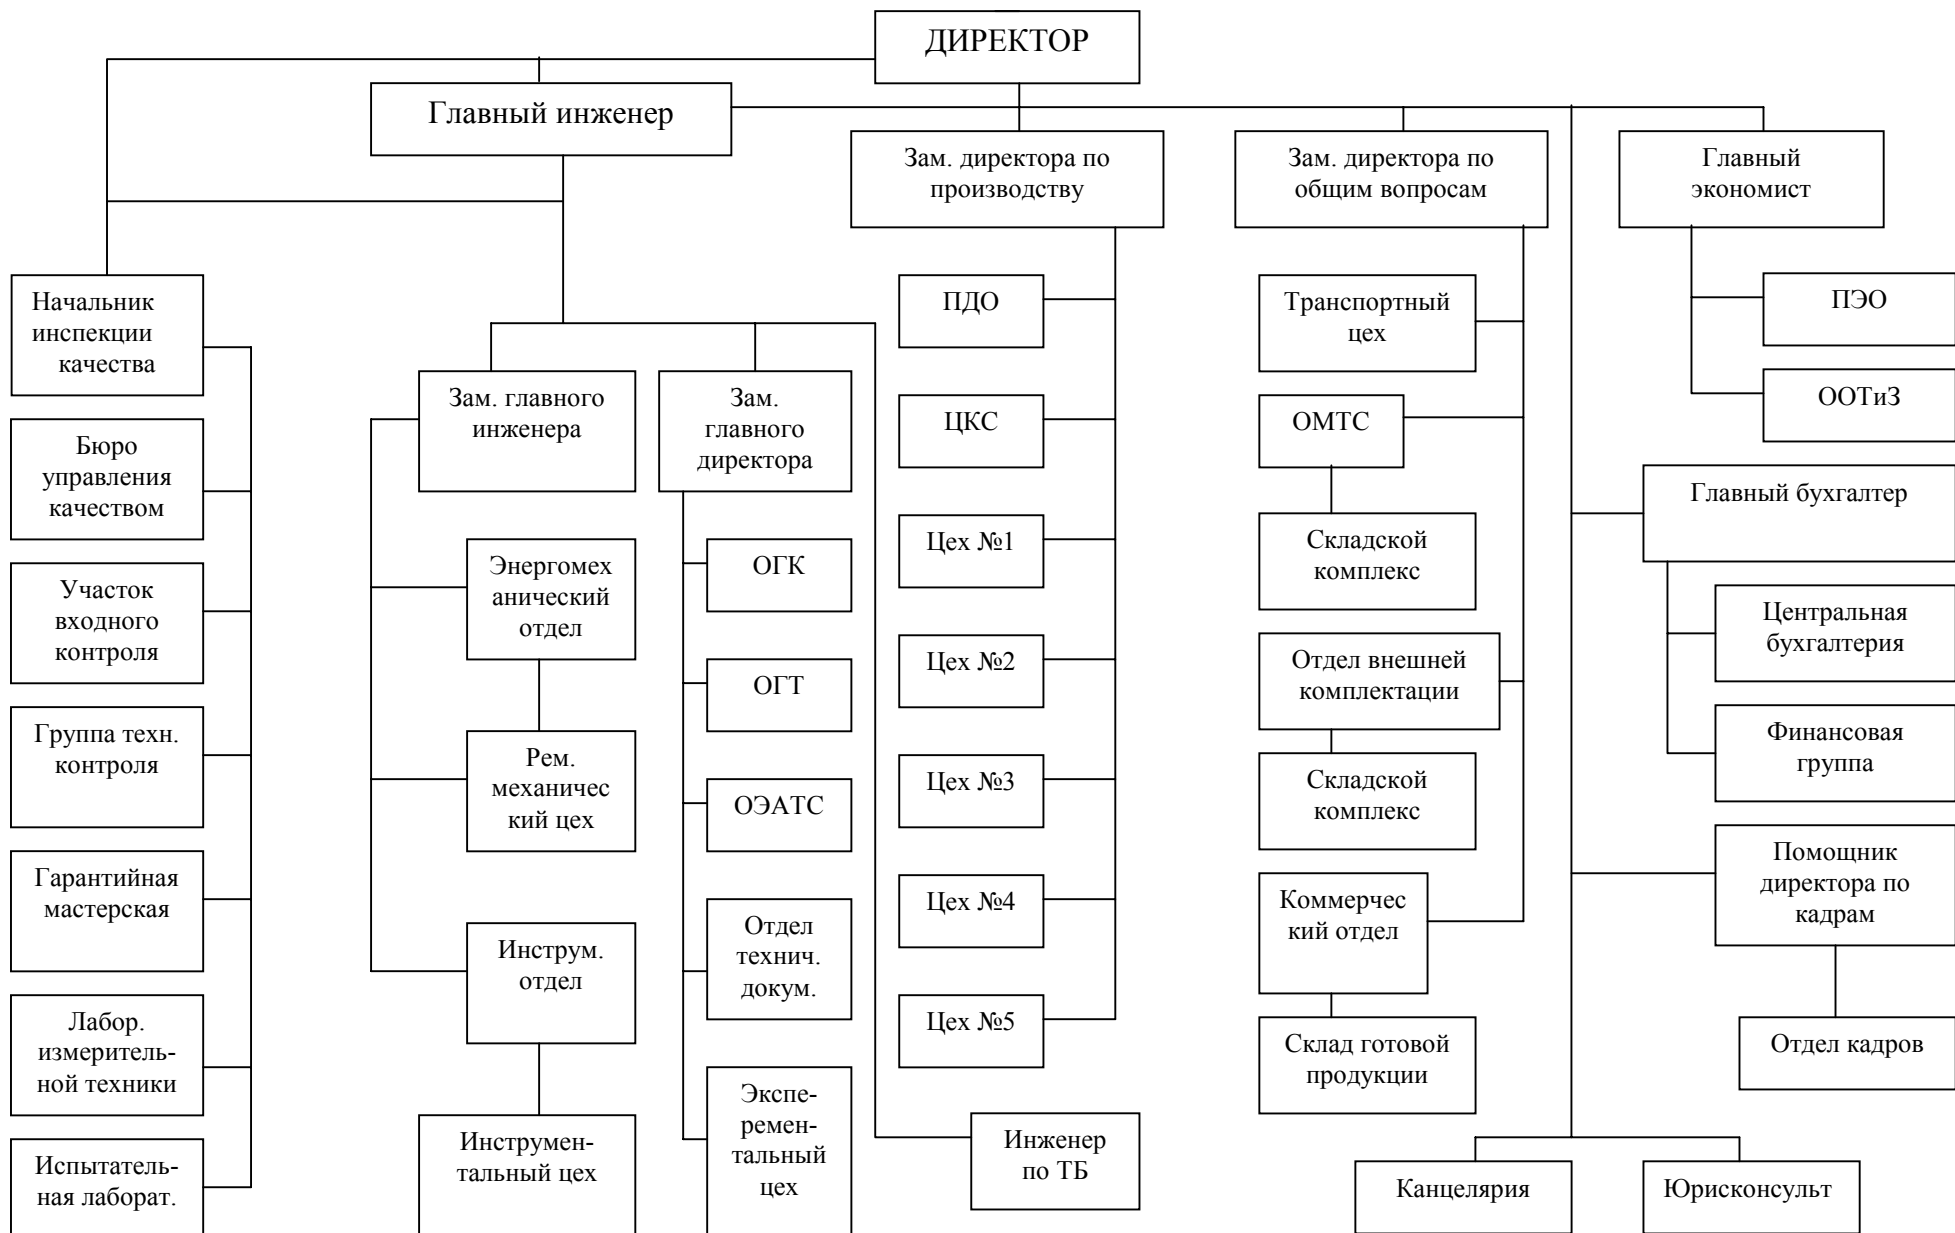 ДИРЕКТОР
Главный инженер
Зам. директора по
производству
Зам. директора по
общим вопросам
Главный
экономист
Начальник
инспекции
качества
Бюро
управления
качеством
Участок
входного
контроля
Группа техн.
контроля
Гарантийная
мастерская
Лабор.
измеритель-
ной техники
Испытатель-
ная лаборат.
Зам. главного
инженера
Энергомех
анический
отдел
Рем.
механичес
кий цех
Инструм.
отдел
Инструмен-
тальный цех
Зам.
главного
директора
ОГК
ОГТ
ОЭАТС
Отдел
технич.
докум.
Экспе-
ремен-
тальный
цех
Инженер
по ТБ
ПДО
ЦКС
Цех №1
Цех №2
Цех №3
Цех №4
Цех №5
Транспортный
цех
ОМТС
Складской
комплекс
Отдел внешней
комплектации
Складской
комплекс
Коммерчес
кий отдел
Склад готовой
продукции
ПЭО
ООТиЗ
Главный бухгалтер
Центральная
бухгалтерия
Финансовая
группа
Помощник
директора по
кадрам
Отдел кадров
Канцелярия
Юрисконсульт